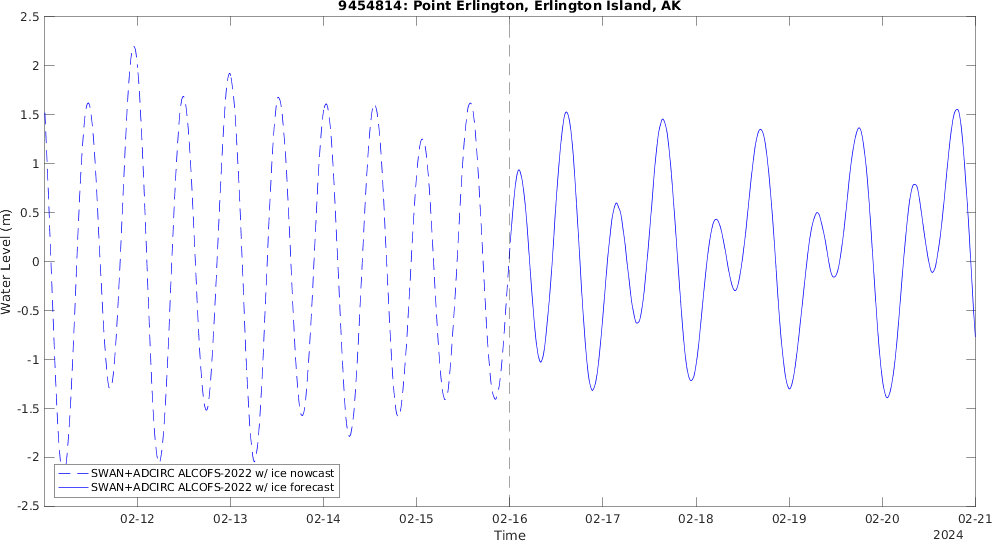 9454814: Point Erlington, Erlington Island, AK
2.5
2
1.5
1
0.5
0
-0.5
-1
-1.5
-2
-2.5
Water Level (m)
SWAN+ADCIRC ALCOFS-2022 w/ ice nowcast
SWAN+ADCIRC ALCOFS-2022 w/ ice forecast
02-12 02-13 02-14 02-15 02-16 02-17 02-18 02-19 02-20 02-21
Time
2024